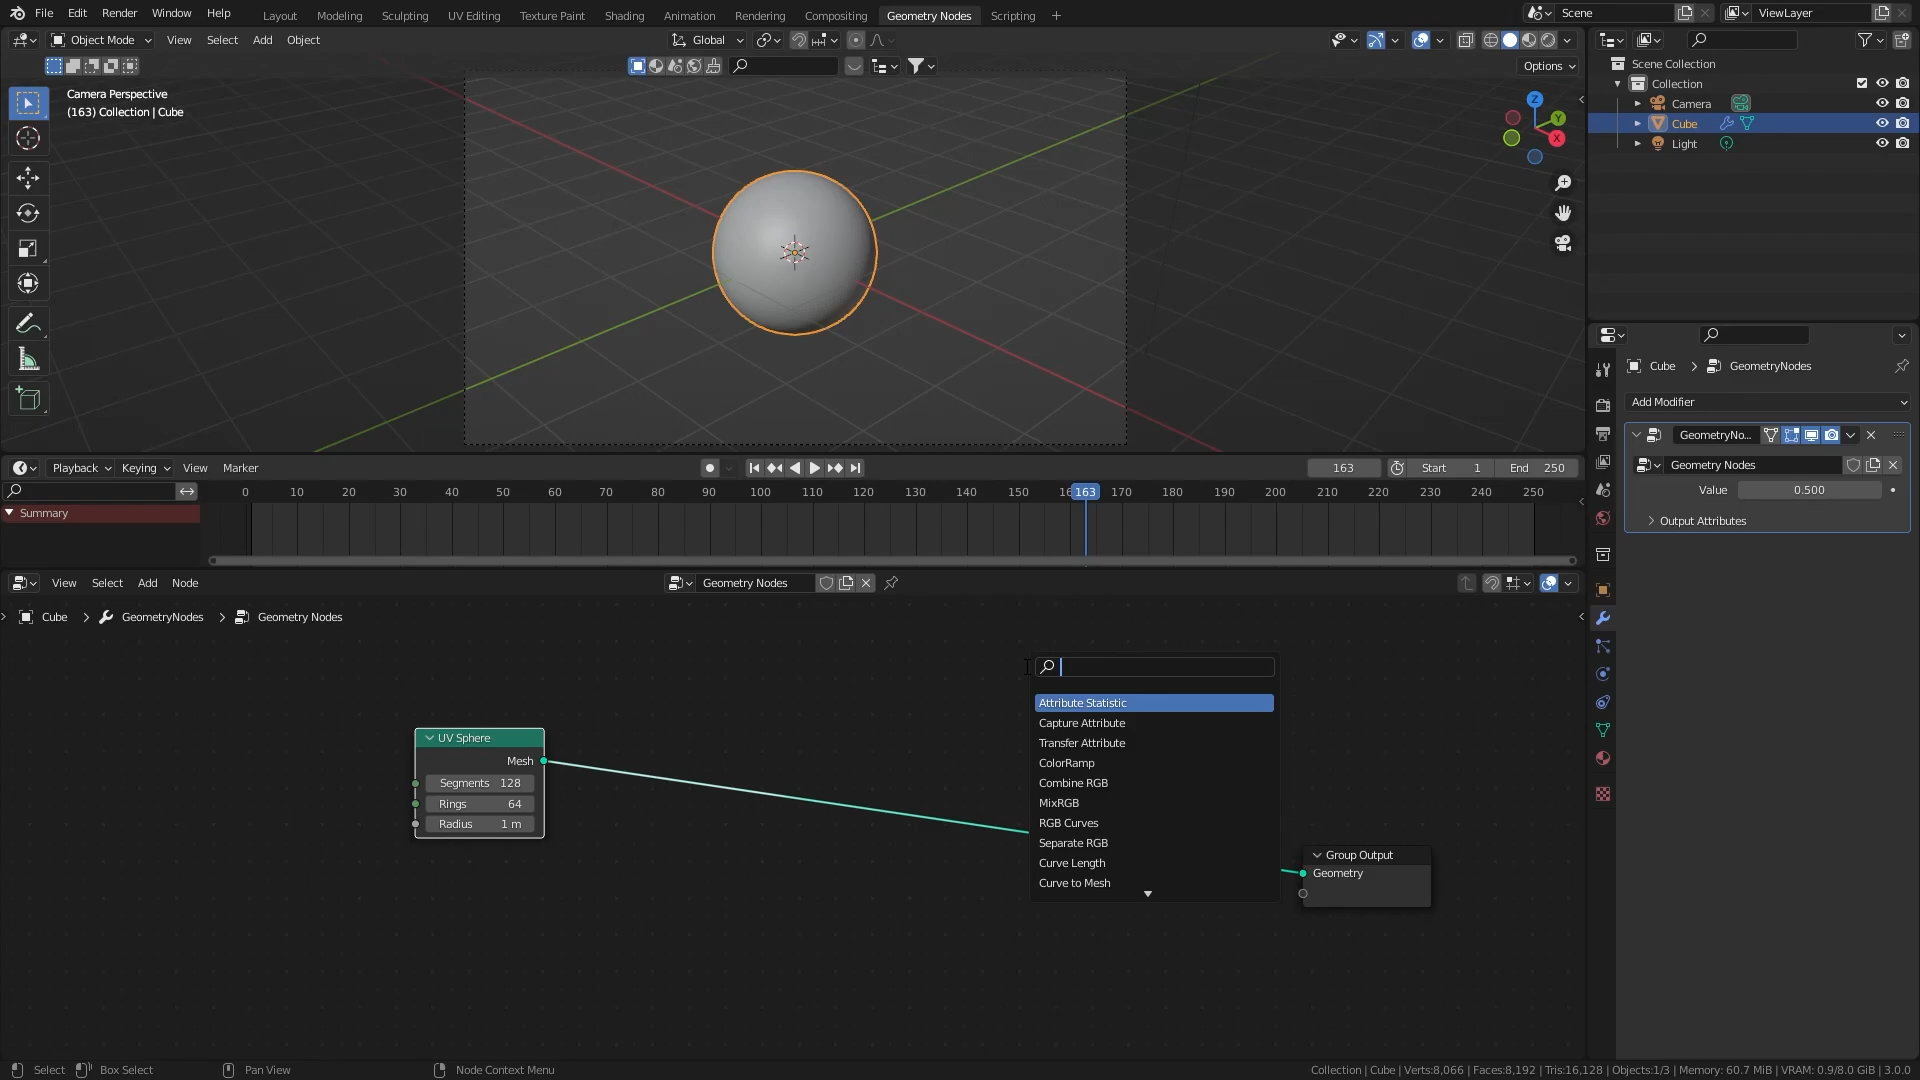 File Edit Render Window Help Layout Modeling Sculpting UV Editing Texture Paint Shading Animation Rendering Compositing Geometry Nodes Scripting + Scene ViewLayer
Object Mode View Select Add Object Global
Options
Camera Perspective
(163) Collection | Cube
Z
Y
X
Scene Collection
Collection
Camera
Cube
Light
Cube > GeometryNodes
Add Modifier
GeometryNo...
Geometry Nodes
Value 0.500
Output Attributes
Playback Keying View Marker 163 Start 1 End 250
0 10 20 30 40 50 60 70 80 90 100 110 120 130 140 150 16 163 170 180 190 200 210 220 230 240 250
Summary
View Select Add Node Geometry Nodes
Cube > GeometryNodes > Geometry Nodes
UV Sphere
Mesh
Segments 128
Rings 64
Radius 1 m
Attribute Statistic
Capture Attribute
Transfer Attribute
ColorRamp
Combine RGB
MixRGB
RGB Curves
Separate RGB
Curve Length
Curve to Mesh
Group Output
Geometry
Select Box Select Pan View Node Context Menu Collection | Cube | Verts:8,066 | Faces:8,192 | Tris:16,128 | Objects:1/3 | Memory: 60.7 MiB | VRAM: 0.9/8.0 GiB | 3.0.0